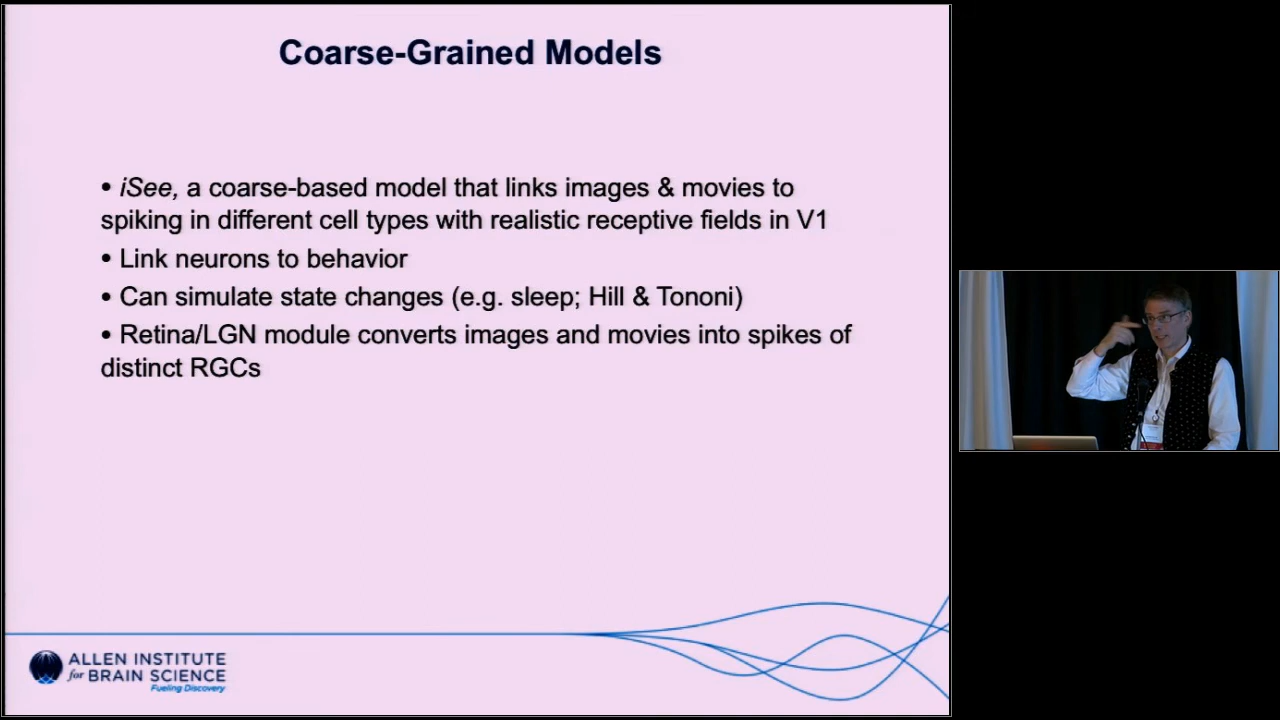 Coarse-Grained Models
• iSee, a coarse-based model that links images & movies to
spiking in different cell types with realistic receptive fields in V1
• Link neurons to behavior
• Can simulate state changes (e.g. sleep; Hill & Tononi)
• Retina/LGN module converts images and movies into spikes of
distinct RGCs
ALLEN INSTITUTE
for BRAIN SCIENCE
Fueling Discovery